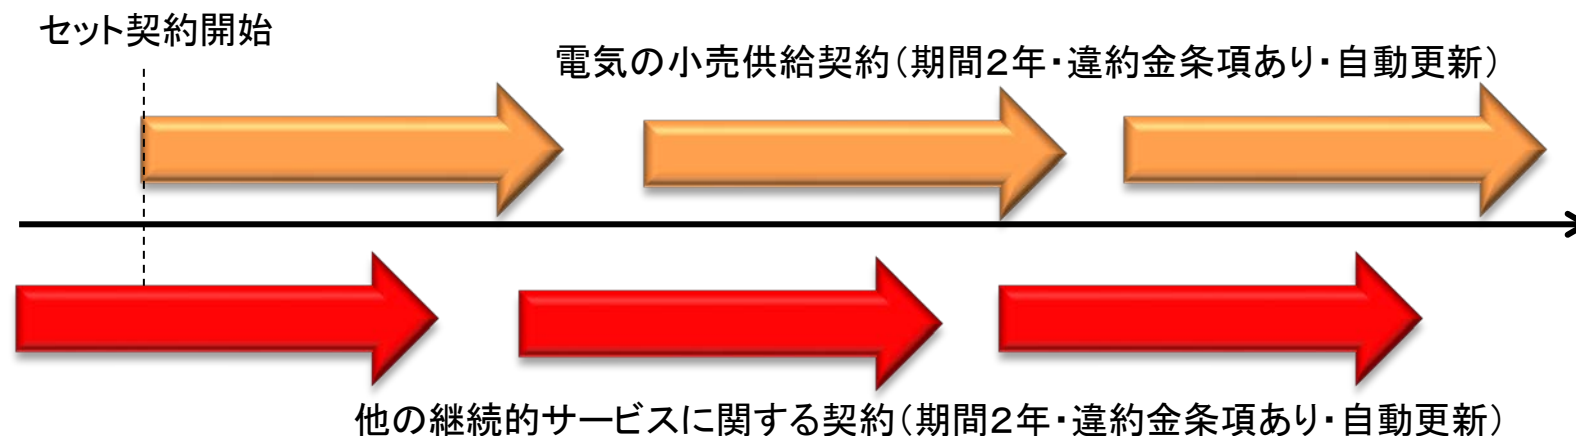 セット契約開始
電気の小売供給契約（期間２年・違約金条項あり・自動更新）
他の継続的サービスに関する契約（期間２年・違約金条項あり・自動更新）